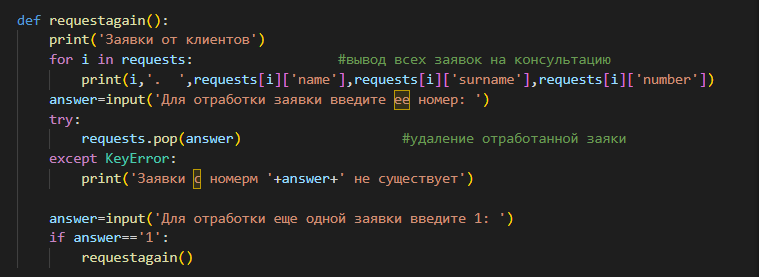 def requestagain():
    print('Заявки от клиентов')
    for i in requests:                  #вывод всех заявок на консультацию
        print(i,'.  ',requests[i]['name'],requests[i]['surname'],requests[i]['number'])
    answer=input('Для отработки заявки введите ее номер: ')
    try:
        requests.pop(answer)                    #удаление отработанной заяки
    except KeyError:
        print('Заявки с номерм '+answer+' не существует')
    answer=input('Для отработки еще одной заявки введите 1: ')
    if answer=='1':
        requestagain()